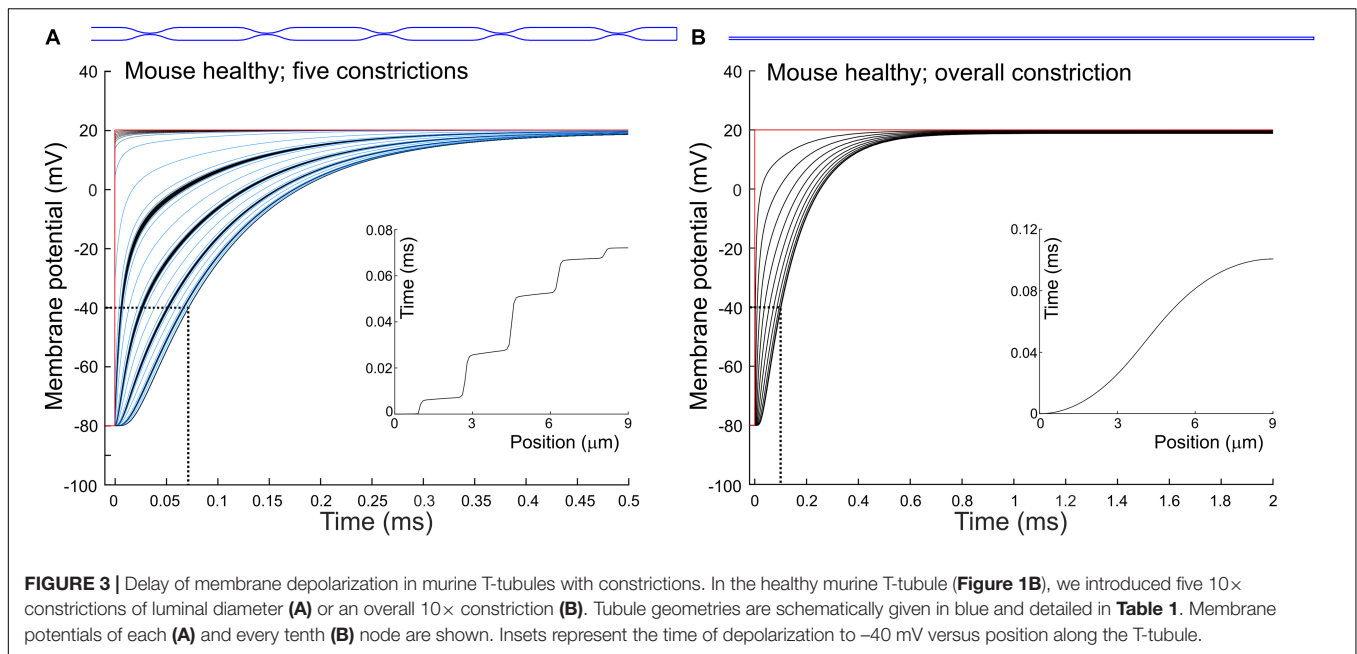 A
Mouse healthy; five constrictions
40
20
0
-20
-40
-60
-80
-100
Membrane potential (mV)
0 0.05 0.1 0.15 0.2 0.25 0.3 0.35 0.4 0.45 0.5
Time (ms)
0.08
0.06
0.04
0.02
0
Time (ms)
0 3 6 9
Position (μm)
B
Mouse healthy; overall constriction
40
20
0
-20
-40
-60
-80
-100
Membrane potential (mV)
0 0.2 0.4 0.6 0.8 1 1.2 1.4 1.6 1.8 2
Time (ms)
0.12
0.08
0.04
0
Time (ms)
0 3 6 9
Position (μm)
FIGURE 3 | Delay of membrane depolarization in murine T-tubules with constrictions. In the healthy murine T-tubule (Figure 1B), we introduced five 10×
constrictions of luminal diameter (A) or an overall 10× constriction (B). Tubule geometries are schematically given in blue and detailed in Table 1. Membrane
potentials of each (A) and every tenth (B) node are shown. Insets represent the time of depolarization to –40 mV versus position along the T-tubule.